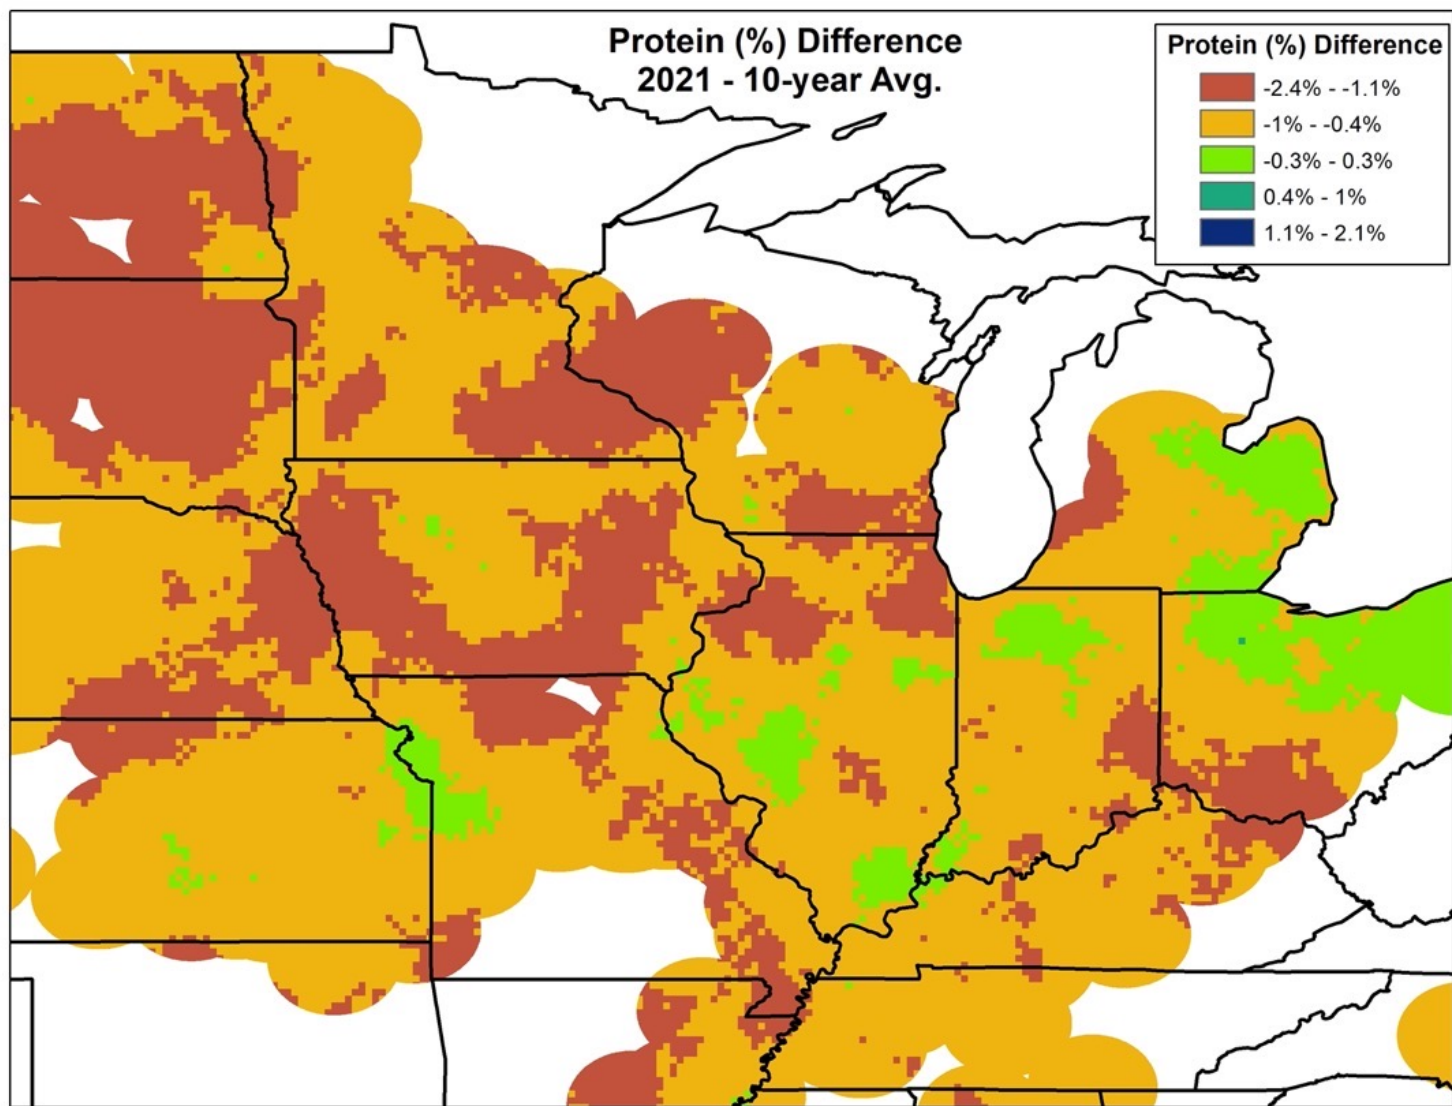 Protein (%) Difference
2021 - 10-year Avg.
Protein (%) Difference
-2.4% - -1.1%
-1% - -0.4%
-0.3% - 0.3%
0.4% - 1%
1.1% - 2.1%